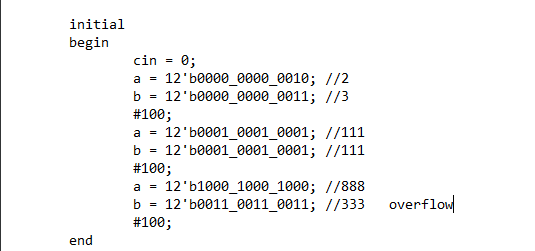 initial
begin
cin = 0;
a = 12'b0000_0000_0010; //2
b = 12'b0000_0000_0011; //3
#100;
a = 12'b0001_0001_0001; //111
b = 12'b0001_0001_0001; //111
#100;
a = 12'b1000_1000_1000; //888
b = 12'b0011_0011_0011; //333 overflow
#100;
end